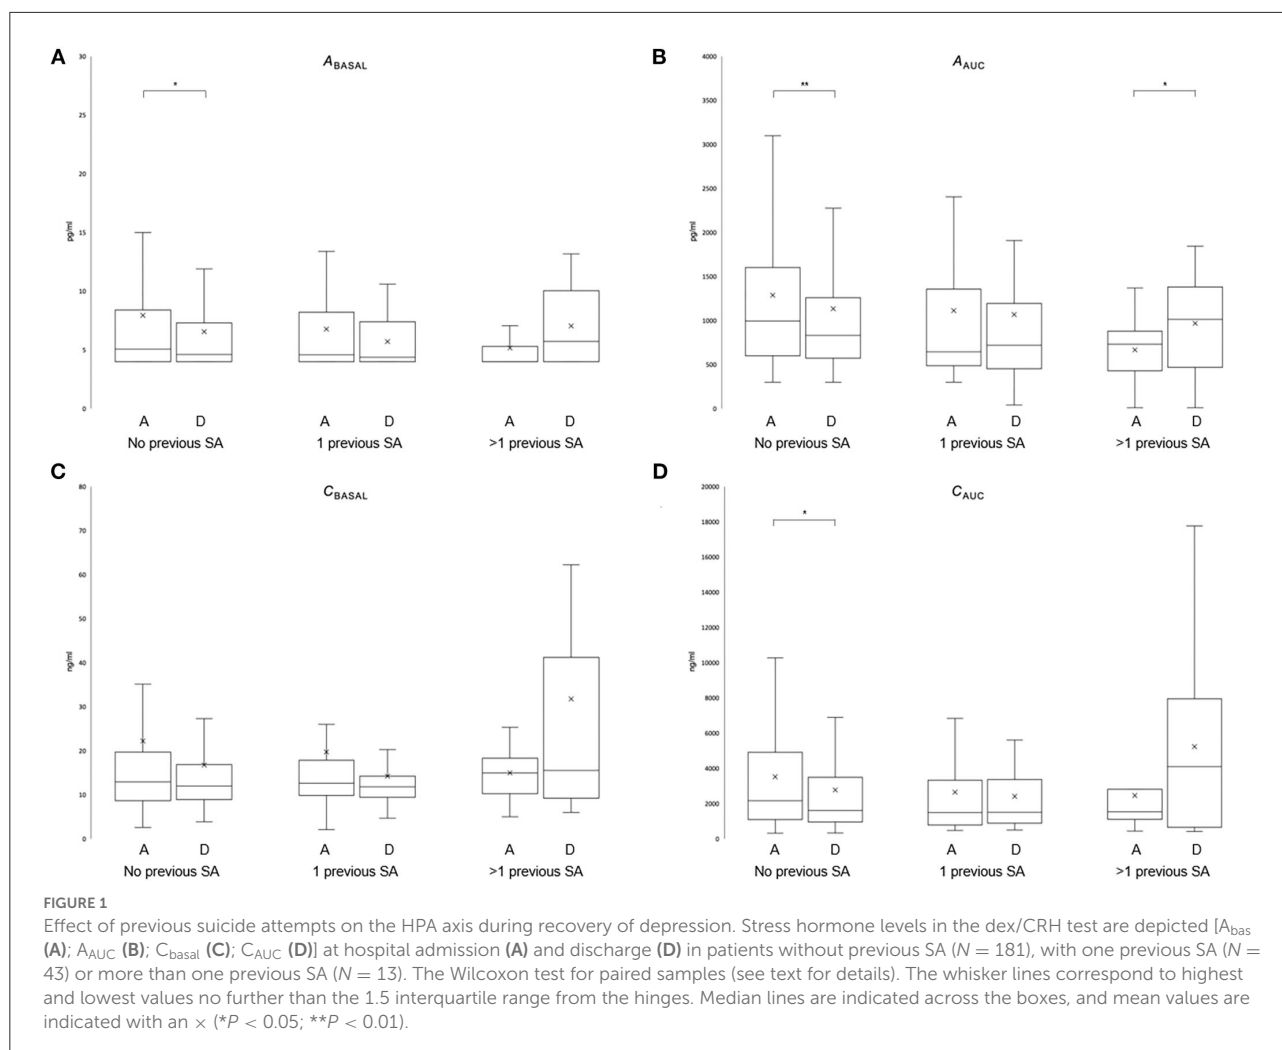 A
A BASAL
30
25
20
15
10
5
0
pg/ml
*
A D A D A D
No previous SA 1 previous SA >1 previous SA
B
A AUC
4000
3500
3000
2500
2000
1500
1000
500
0
pg/ml
** *
A D A D A D
No previous SA 1 previous SA >1 previous SA
C
C BASAL
80
70
60
50
40
30
20
10
0
ng/ml
A D A D A D
No previous SA 1 previous SA >1 previous SA
D
C AUC
20000
18000
16000
14000
12000
10000
8000
6000
4000
2000
0
ng/ml
*
A D A D A D
No previous SA 1 previous SA >1 previous SA
FIGURE 1
Effect of previous suicide attempts on the HPA axis during recovery of depression. Stress hormone levels in the dex/CRH test are depicted [A_bas
(A); A_AUC (B); C_basal (C); C_AUC (D)] at hospital admission (A) and discharge (D) in patients without previous SA (N = 181), with one previous SA (N =
43) or more than one previous SA (N = 13). The Wilcoxon test for paired samples (see text for details). The whisker lines correspond to highest
and lowest values no further than the 1.5 interquartile range from the hinges. Median lines are indicated across the boxes, and mean values are
indicated with an × (*P < 0.05; **P < 0.01).